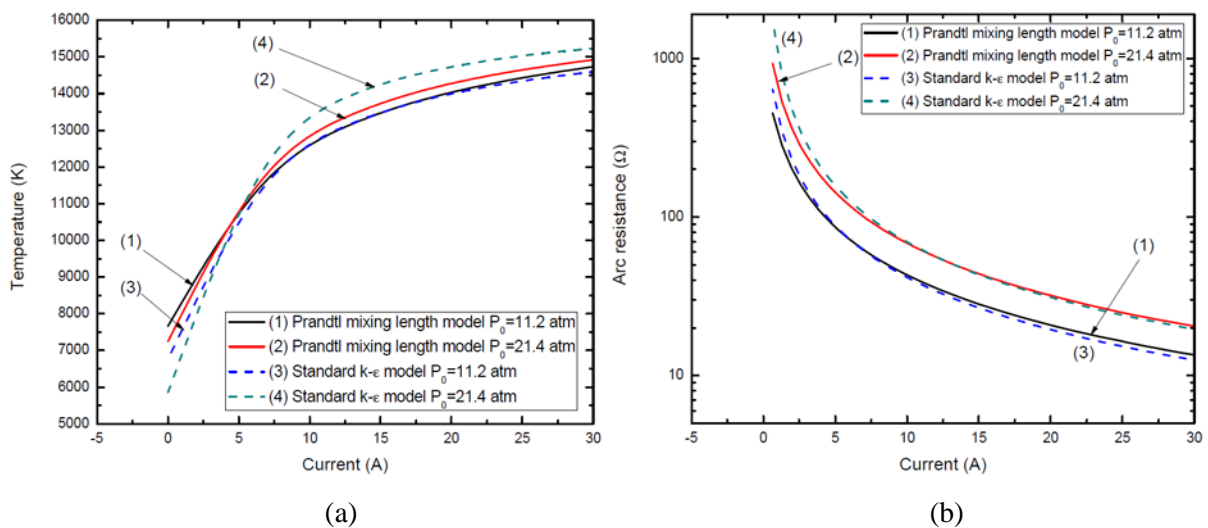 16000
15000
14000
13000
12000
11000
10000
9000
8000
7000
6000
5000
Temperature (K)
(4)
(2)
(1)
(3)
(1) Prandtl mixing length model P0=11.2 atm
(2) Prandtl mixing length model P0=21.4 atm
(3) Standard k-ε model P0=11.2 atm
(4) Standard k-ε model P0=21.4 atm
-5 0 5 10 15 20 25 30
Current (A)
(a)
1000
100
10
Arc resistance (Ω)
(4)
(2)
(1) Prandtl mixing length model P0=11.2 atm
(2) Prandtl mixing length model P0=21.4 atm
(3) Standard k-ε model P0=11.2 atm
(4) Standard k-ε model P0=21.4 atm
(1)
(3)
-5 0 5 10 15 20 25 30
Current (A)
(b)